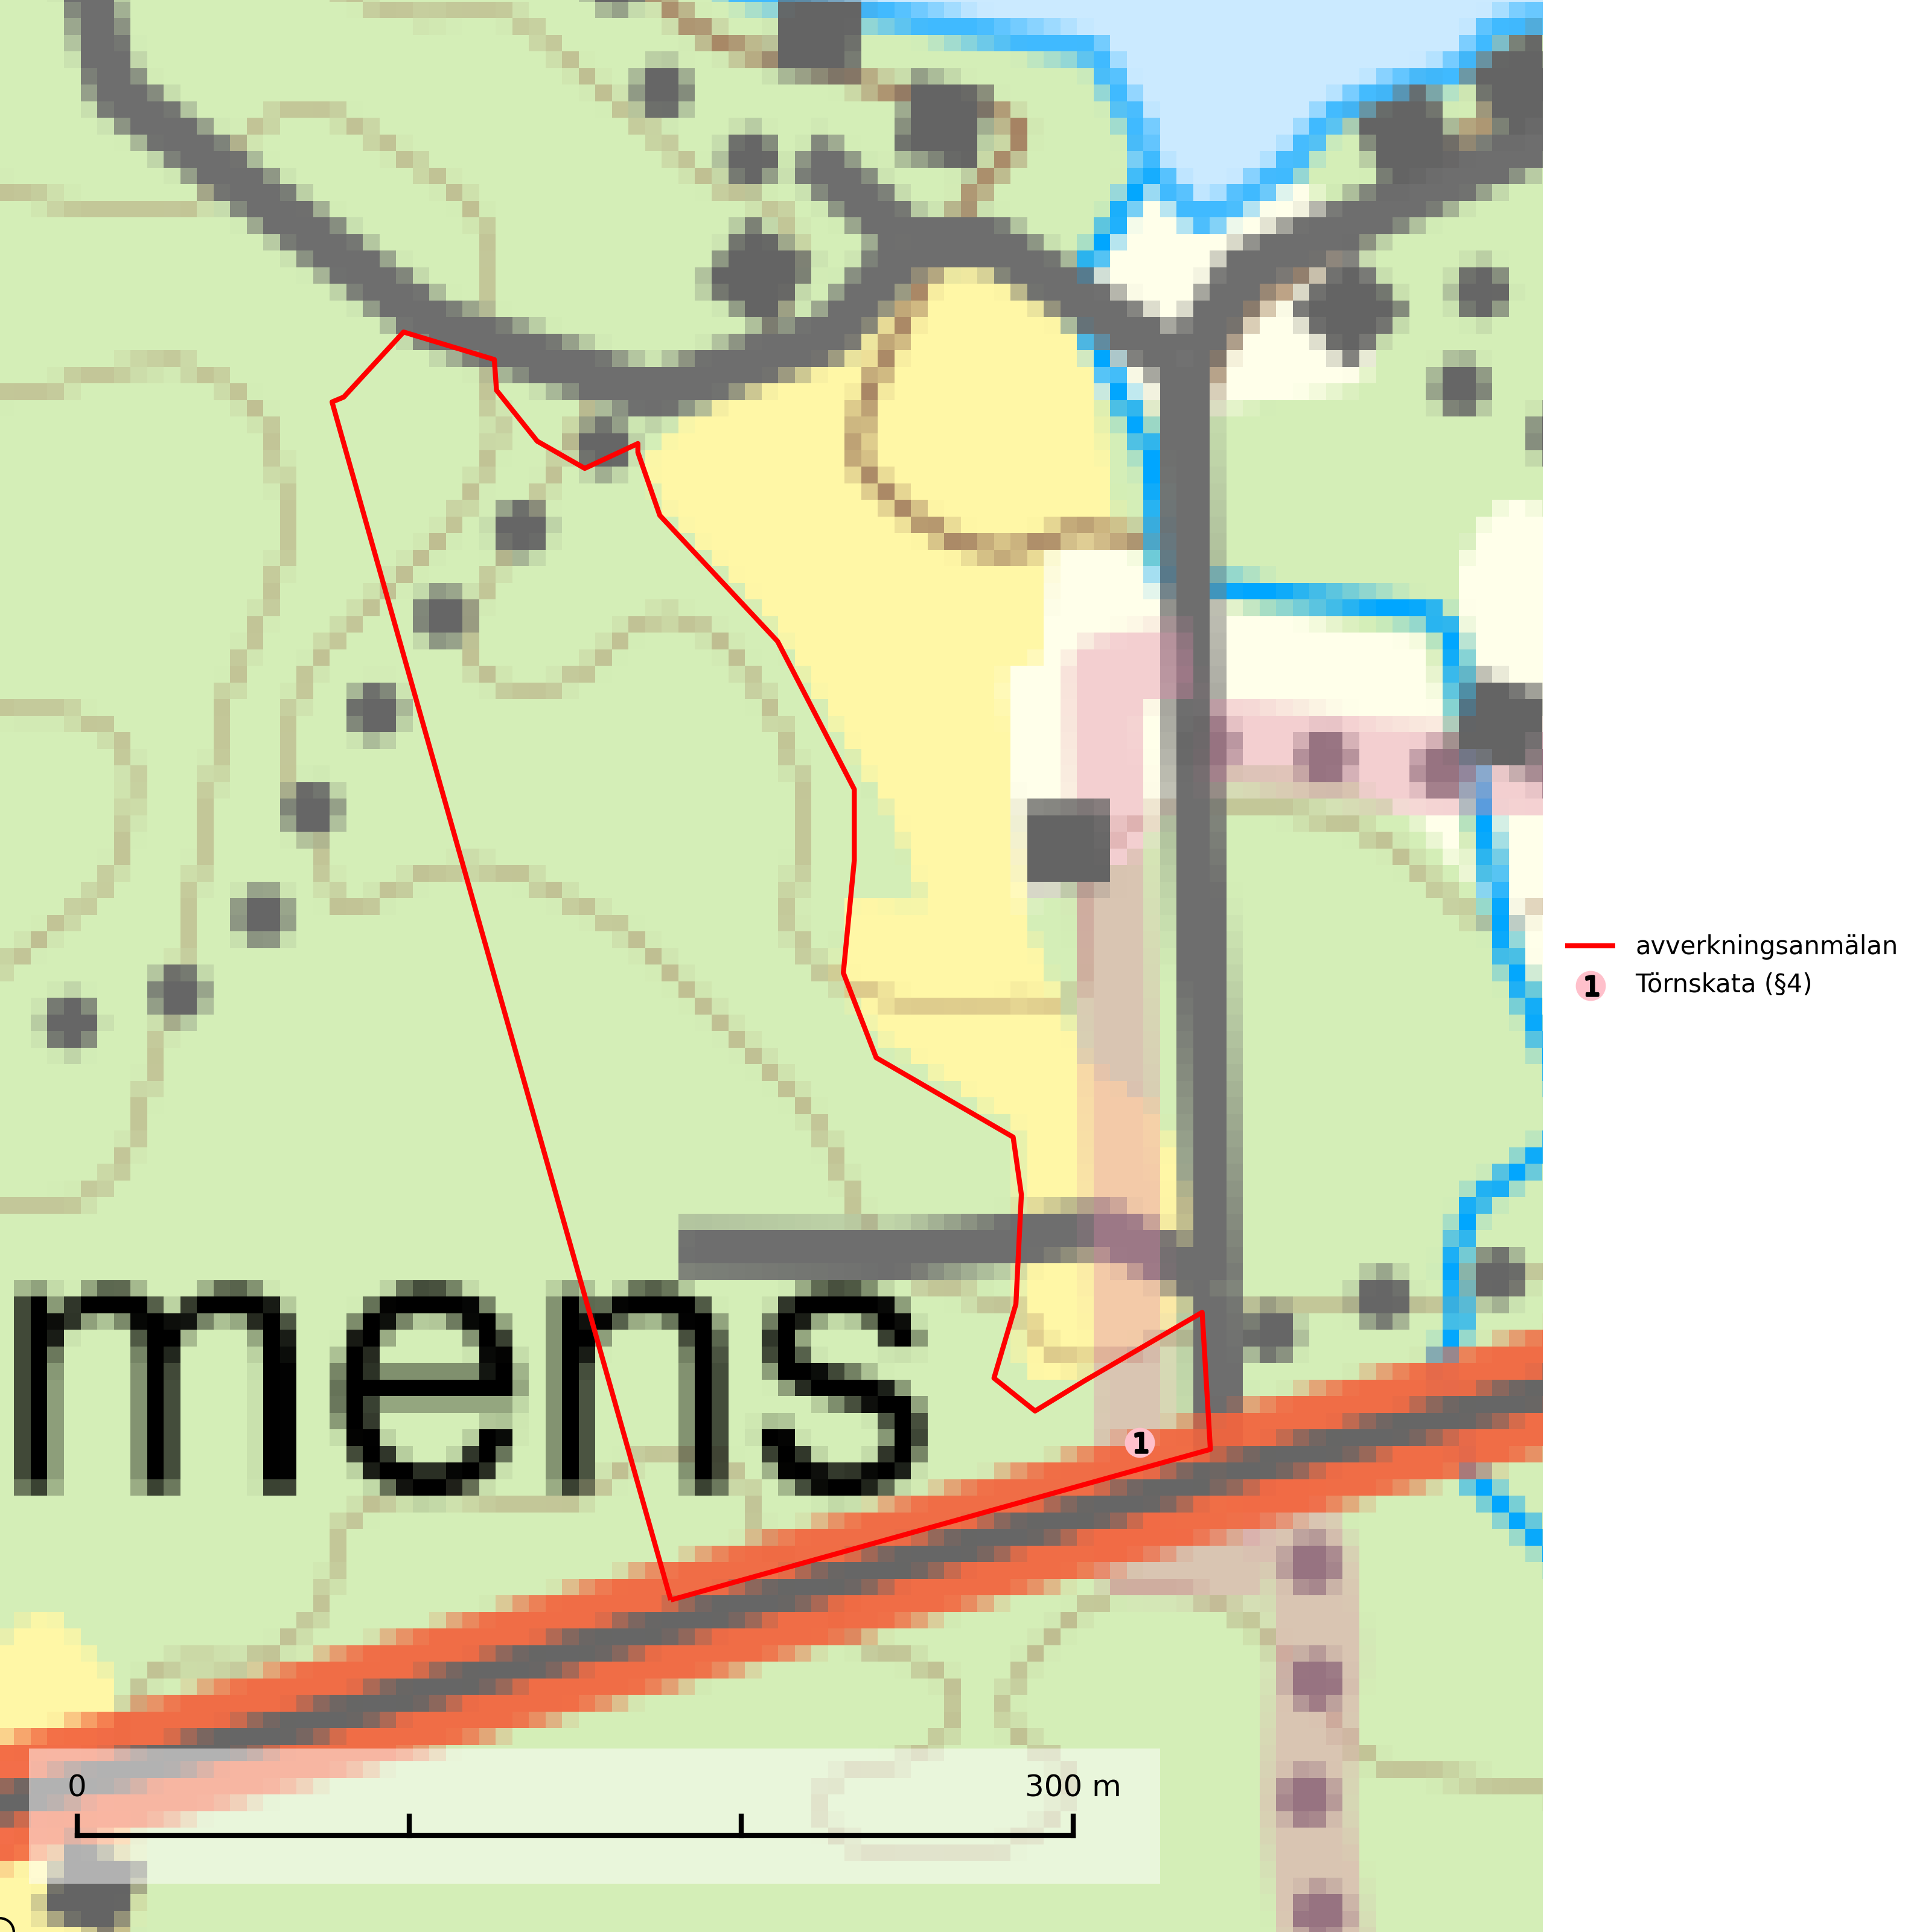 mens
avverkningsanmälan
1 Törnskata (§4)
1
0 300 m